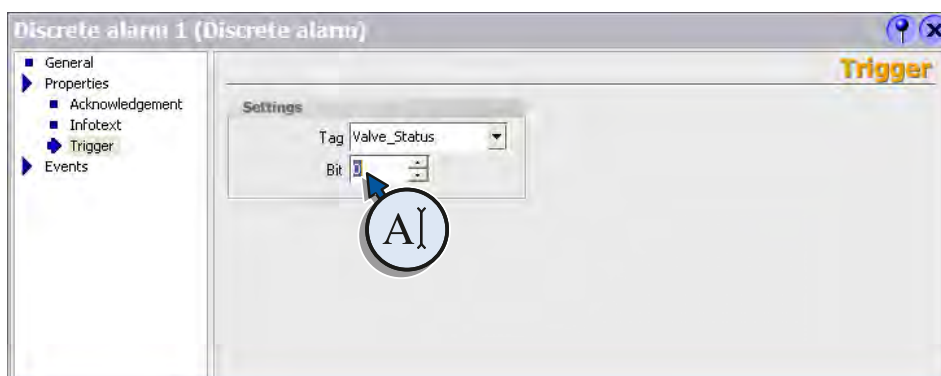 Discrete alarm 1 (Discrete alarm)
General
Properties
Acknowledgement
Infotext
Trigger
Events
Trigger
Settings
Tag Valve_Status
Bit 0
A